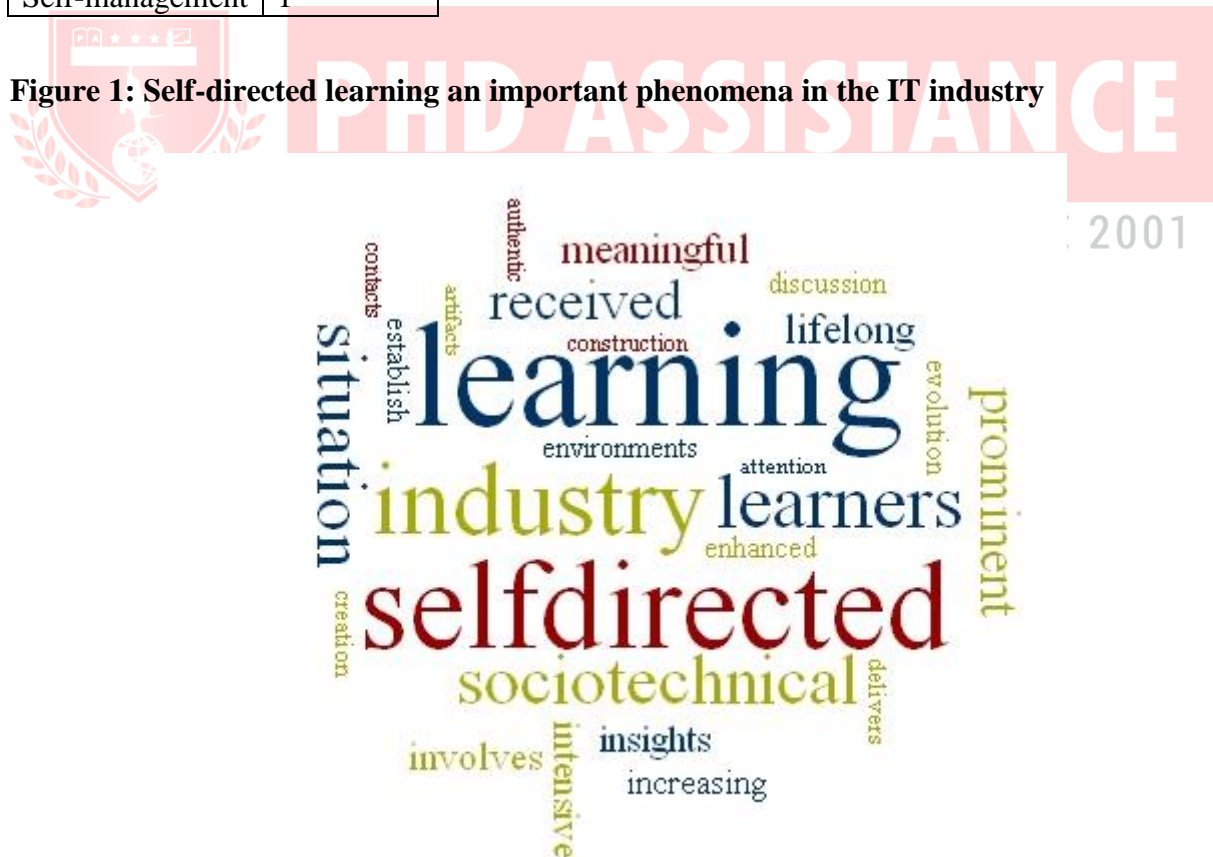 Self-management 1
Figure 1: Self-directed learning an important phenomena in the IT industry
PHD ASSISTANCE
2001
authentic
meaningful
contacts
discussion
artifacts
received
lifelong
establish
construction
situation
learning
evolution
prominent
environments
attention
industry
learners
enhanced
creation
selfdirected
sociotechnical
delivers
involves
intensive
insights
increasing